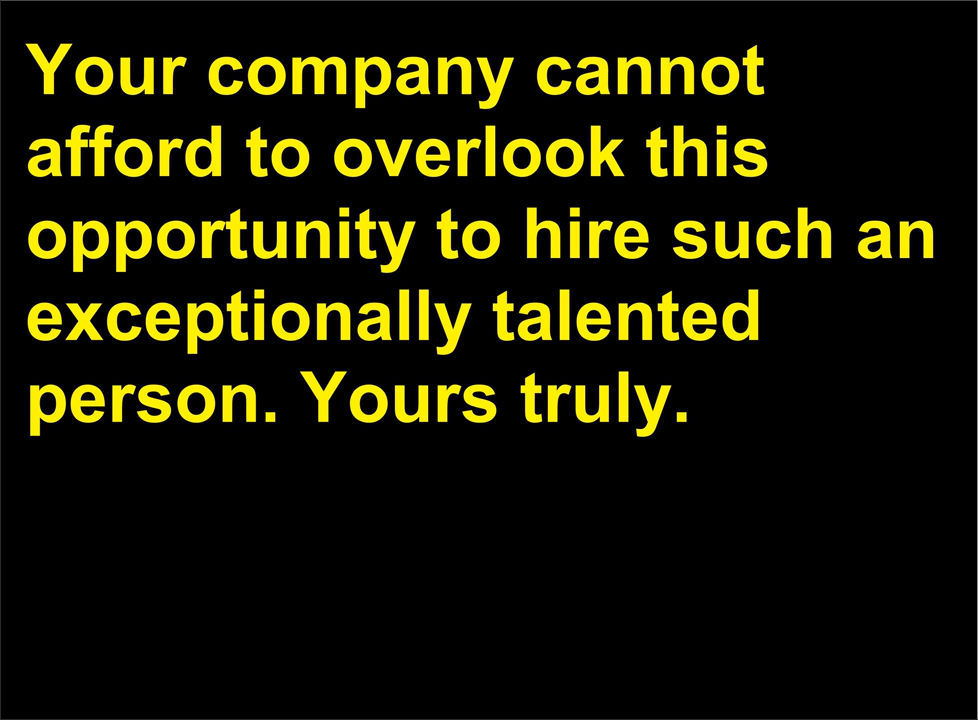 Your company cannot
afford to overlook this
opportunity to hire such an
exceptionally talented
person. Yours truly.